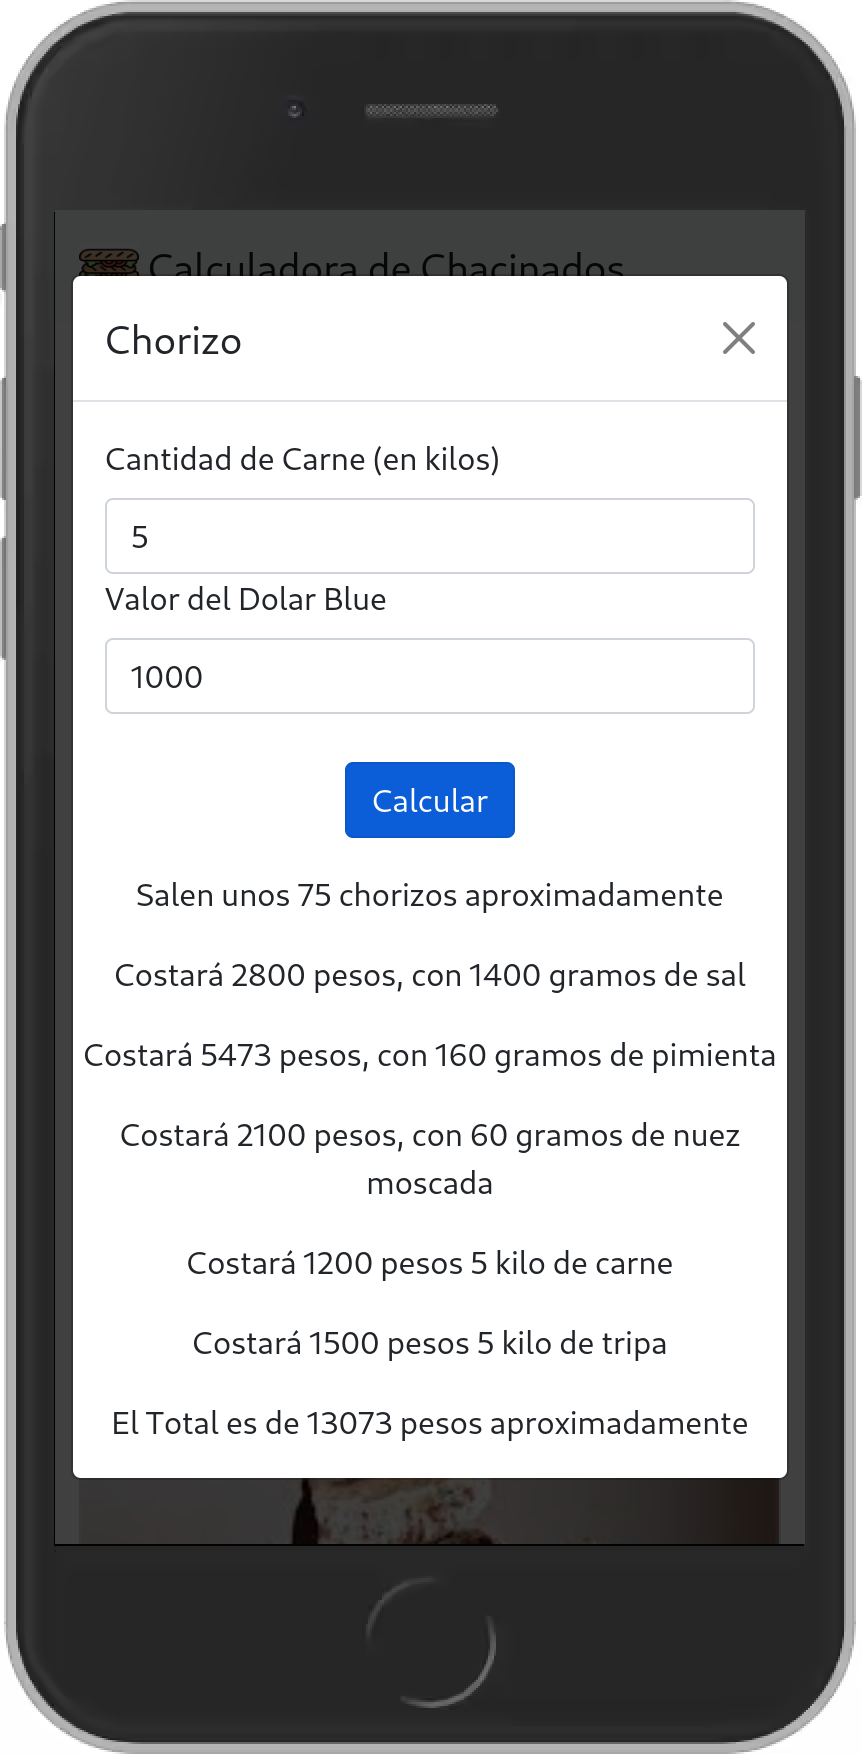 Calculadora de Chacinados
Chorizo
Cantidad de Carne (en kilos)
5
Valor del Dolar Blue
1000
Calcular
Salen unos 75 chorizos aproximadamente
Costará 2800 pesos, con 1400 gramos de sal
Costará 5473 pesos, con 160 gramos de pimienta
Costará 2100 pesos, con 60 gramos de nuez
moscada
Costará 1200 pesos 5 kilo de carne
Costará 1500 pesos 5 kilo de tripa
El Total es de 13073 pesos aproximadamente